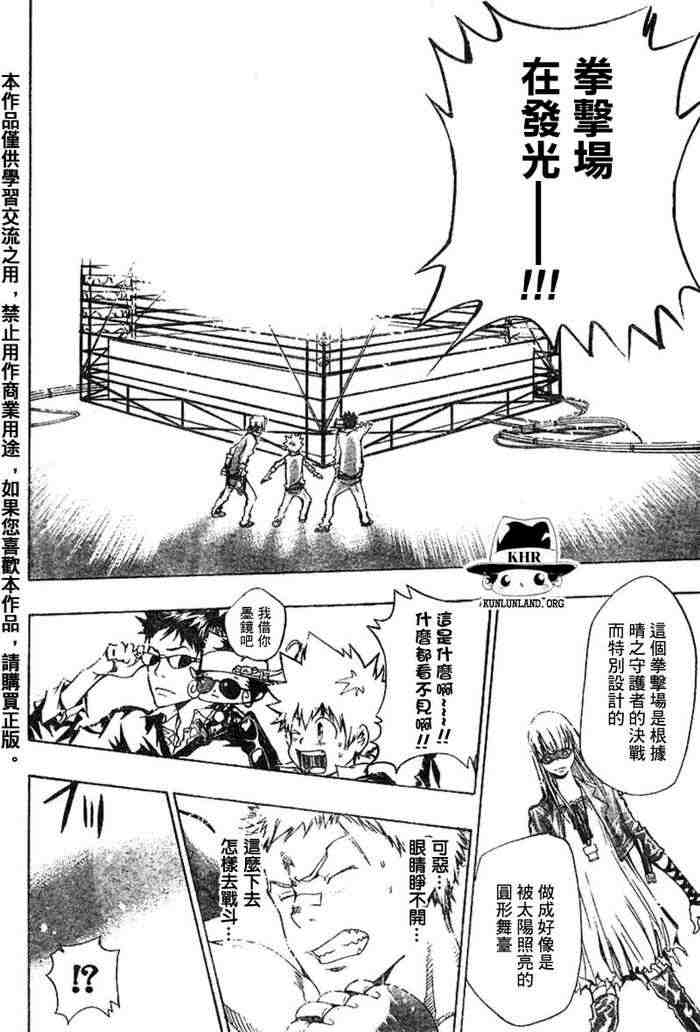 拳擊場
在發光——
!!!
這個拳擊場是根據
晴之守護者的決戰
而特別設計的
做成好像是
被太陽照亮的
圓形舞臺
這是什麼啊~~~!!
什麼都看不見啊!!
我借你
墨鏡吧
可惡…
眼睛睜不開…
這麼下去
怎樣去戰斗…
!?
KHR
KUNLUNLAND.ORG
本作品僅供學習交流之用，禁止用作商業用途，如果您喜歡本作品，請購買正版。